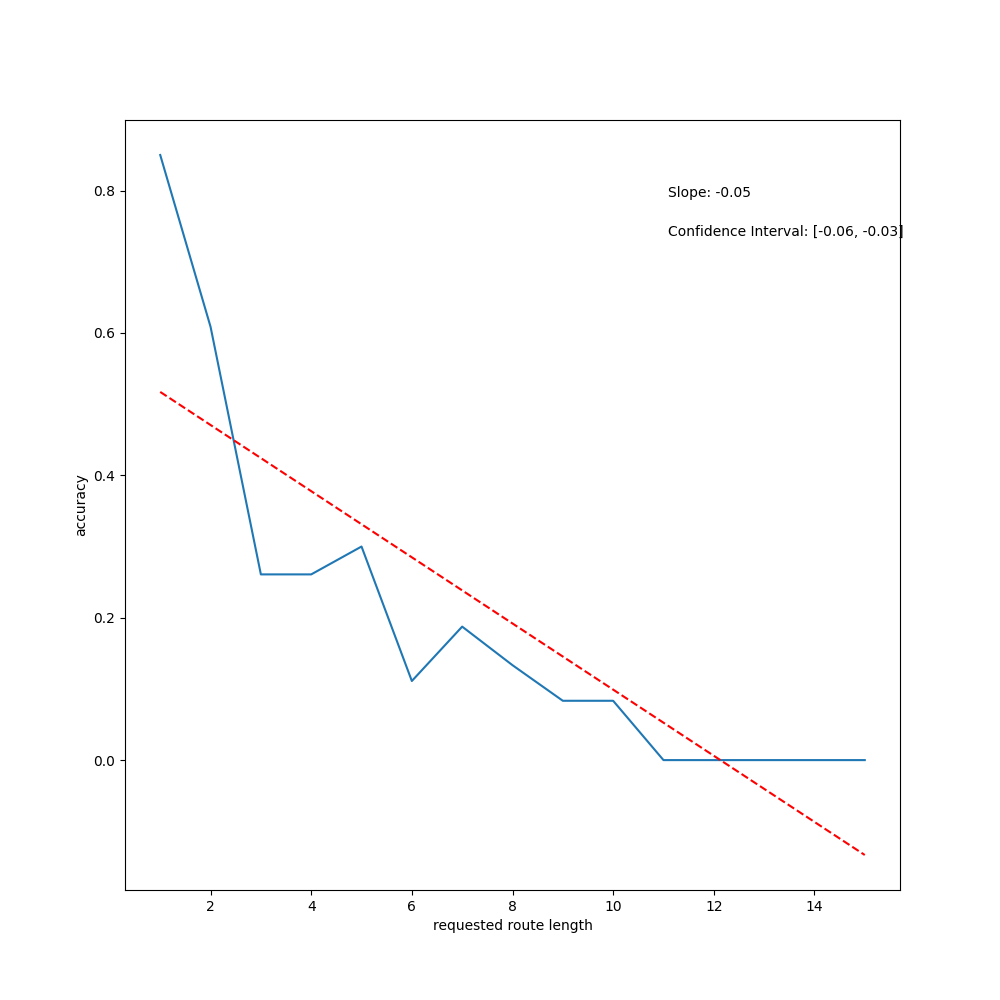 Slope: -0.05
Confidence Interval: [-0.06, -0.03]
0.8
0.6
0.4
0.2
0.0
accuracy
2 4 6 8 10 12 14
requested route length